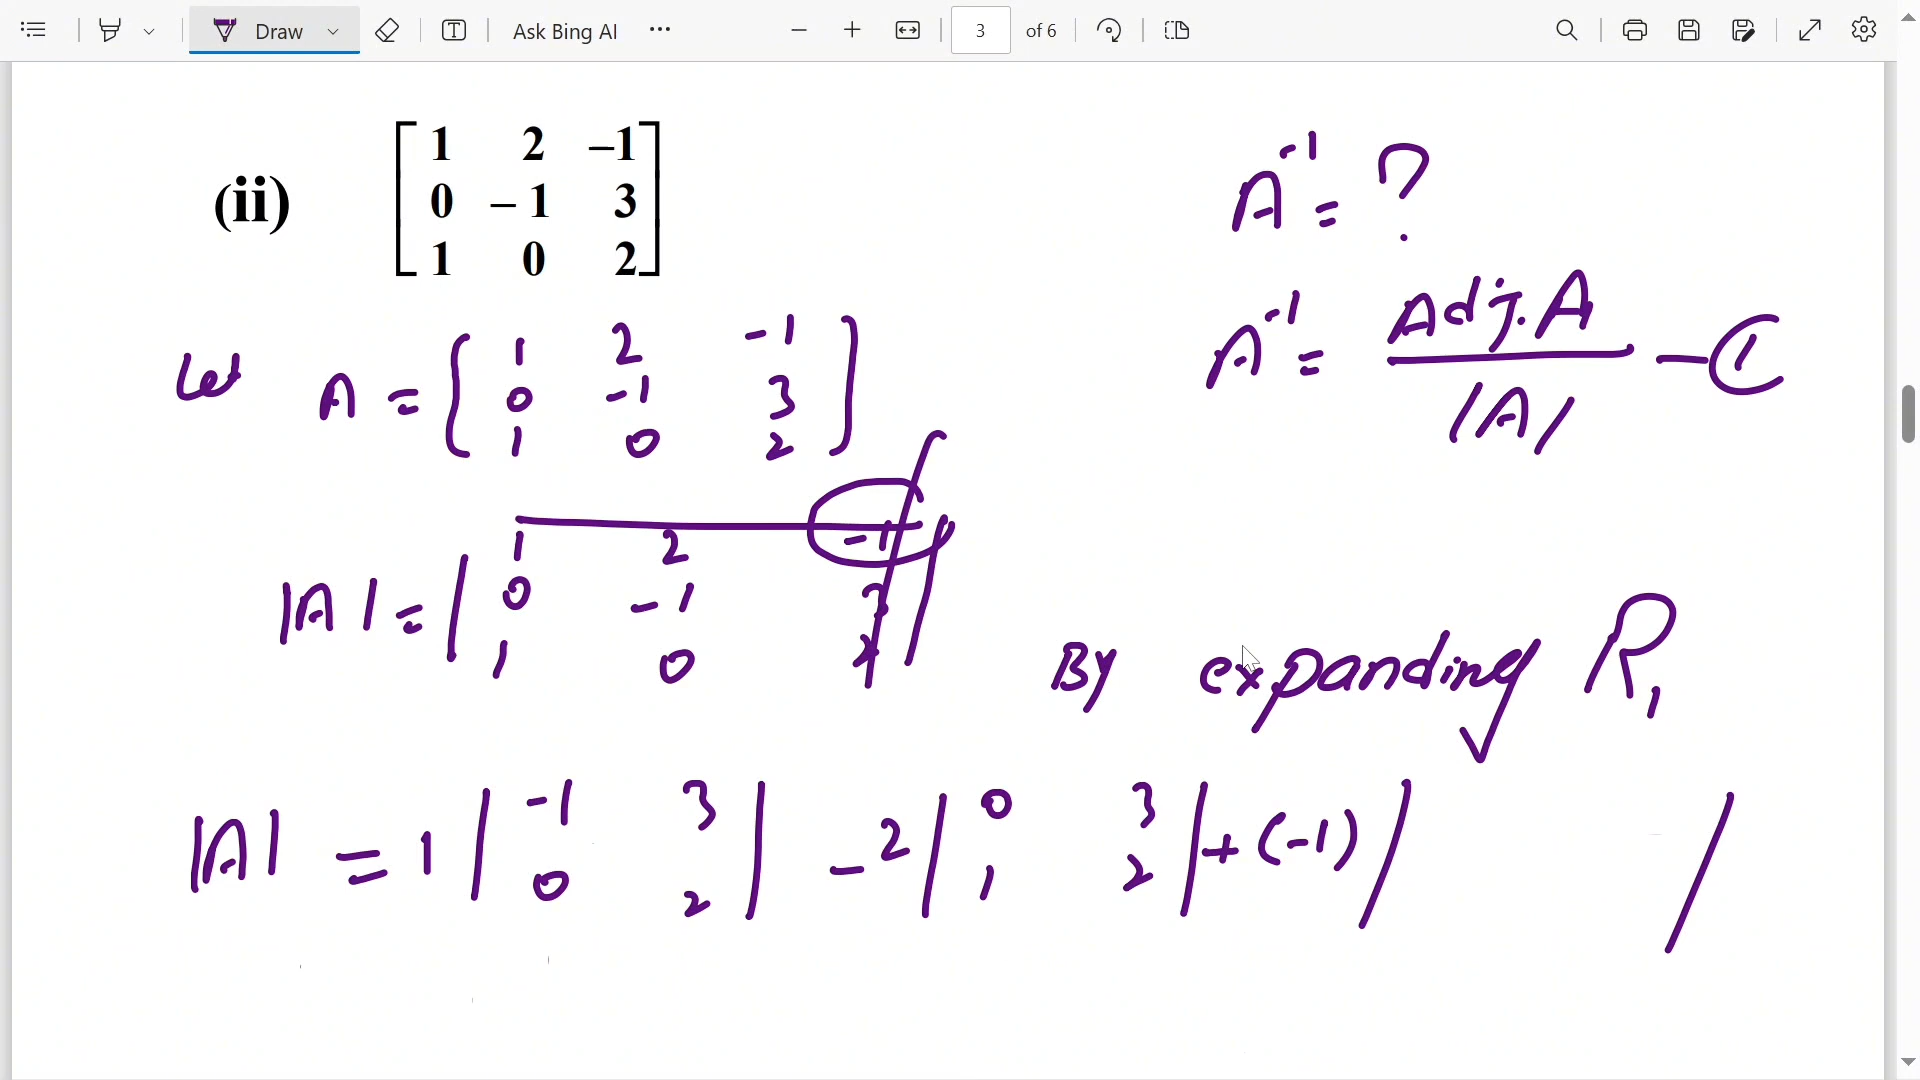 Draw Ask Bing AI ... 3 of 6
(ii) [ 1 2 –1
0 – 1 3
1 0 2 ]
A⁻¹ = ?
A⁻¹ = Adj. A / |A| — ①
Let A = [ 1 2 -1
0 -1 3
1 0 2 ]
|A| = | 1 2 -1
0 -1 3
1 0 2 |
By expanding R₁
|A| = 1 | -1 3 | - 2 | 0 3 | + (-1) | |
0 2 1 2